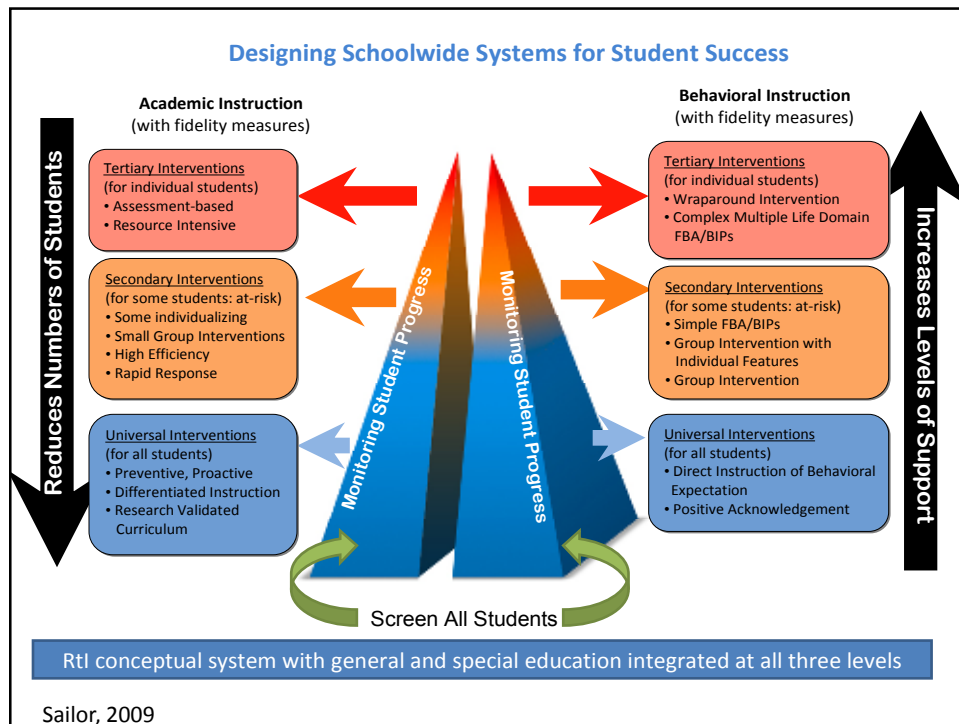 Designing Schoolwide Systems for Student Success
Academic Instruction
(with fidelity measures)
Behavioral Instruction
(with fidelity measures)
Reduces Numbers of Students
Tertiary Interventions
(for individual students)
• Assessment-based
• Resource Intensive
Secondary Interventions
(for some students: at-risk)
• Some individualizing
• Small Group Interventions
• High Efficiency
• Rapid Response
Universal Interventions
(for all students)
• Preventive, Proactive
• Differentiated Instruction
• Research Validated
Curriculum
Monitoring Student Progress
Monitoring Student Progress
Tertiary Interventions
(for individual students)
• Wraparound Intervention
• Complex Multiple Life Domain
FBA/BIPs
Secondary Interventions
(for some students: at-risk)
• Simple FBA/BIPs
• Group Intervention with
Individual Features
• Group Intervention
Universal Interventions
(for all students)
• Direct Instruction of Behavioral
Expectation
• Positive Acknowledgement
Increases Levels of Support
Screen All Students
RtI conceptual system with general and special education integrated at all three levels
Sailor, 2009